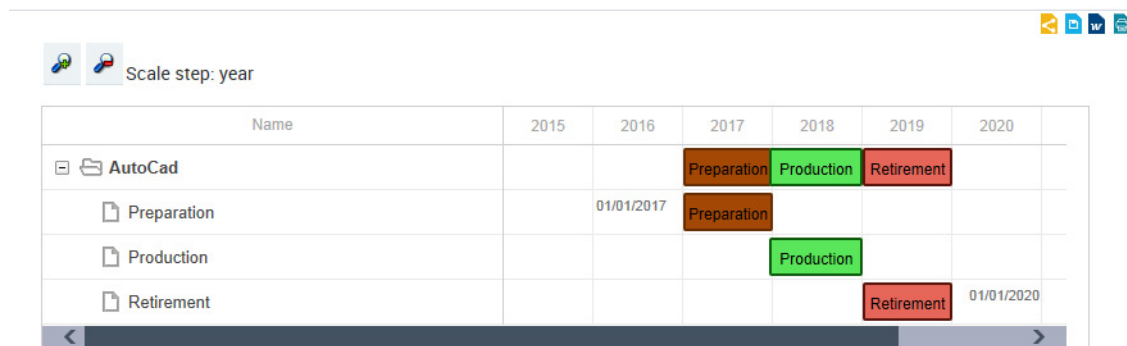 w
Scale step: year
Name 2015 2016 2017 2018 2019 2020
AutoCad Preparation Production Retirement
Preparation 01/01/2017 Preparation
Production Production
Retirement Retirement 01/01/2020